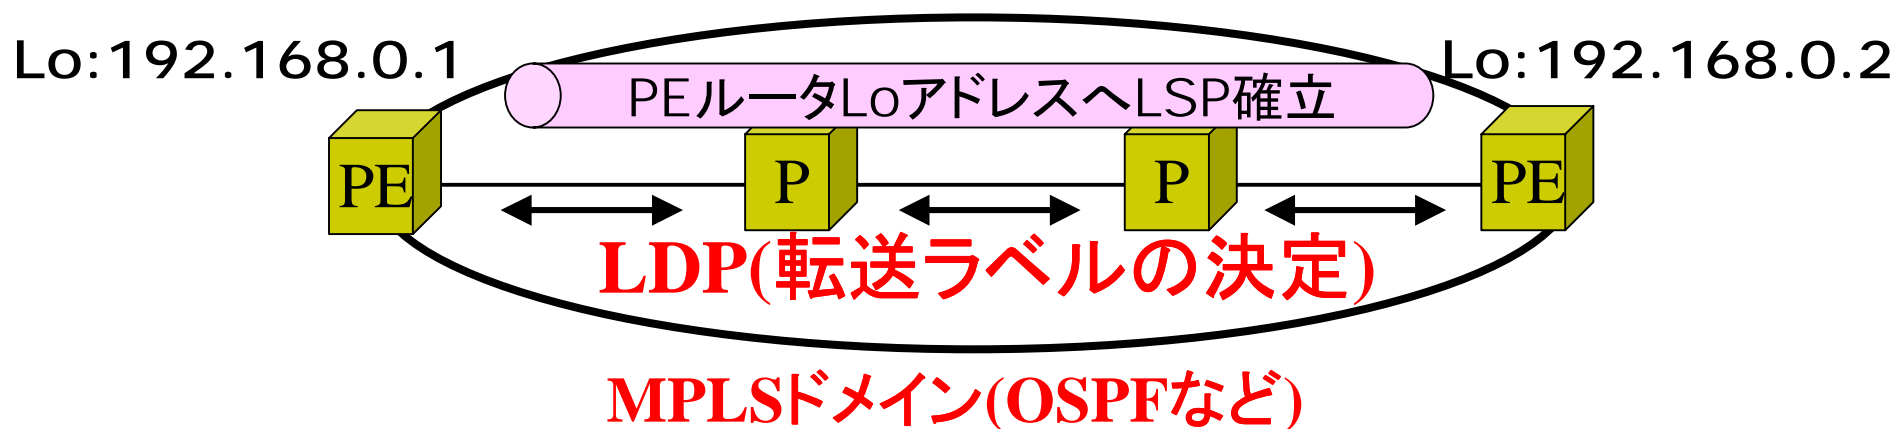 Lo:192.168.0.1
Lo:192.168.0.2
PEルータLoアドレスへLSP確立
PE
P
P
PE
LDP(転送ラベルの決定)
MPLSドメイン(OSPFなど)